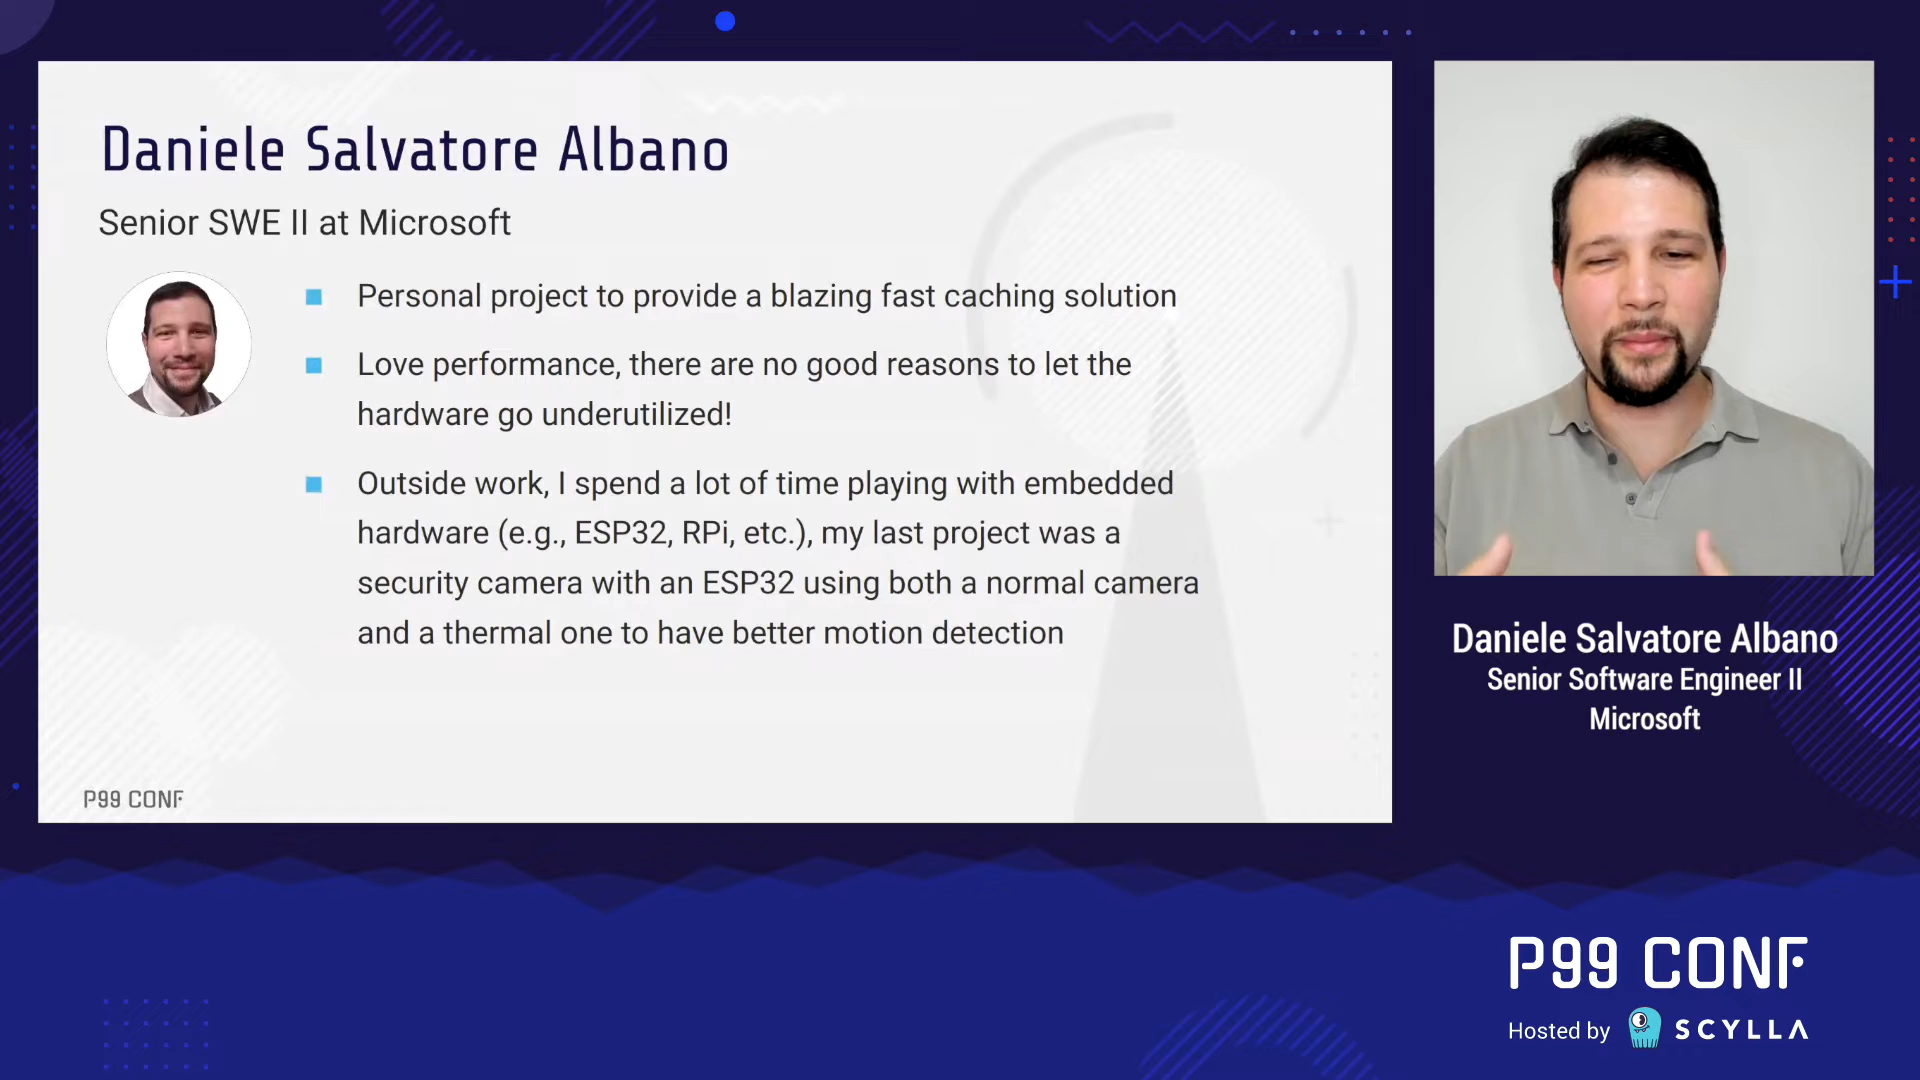 Daniele Salvatore Albano
Senior SWE II at Microsoft
Personal project to provide a blazing fast caching solution
Love performance, there are no good reasons to let the
hardware go underutilized!
Outside work, I spend a lot of time playing with embedded
hardware (e.g., ESP32, RPi, etc.), my last project was a
security camera with an ESP32 using both a normal camera
and a thermal one to have better motion detection
P99 CONF
Daniele Salvatore Albano
Senior Software Engineer II
Microsoft
P99 CONF
Hosted by SCYLLA